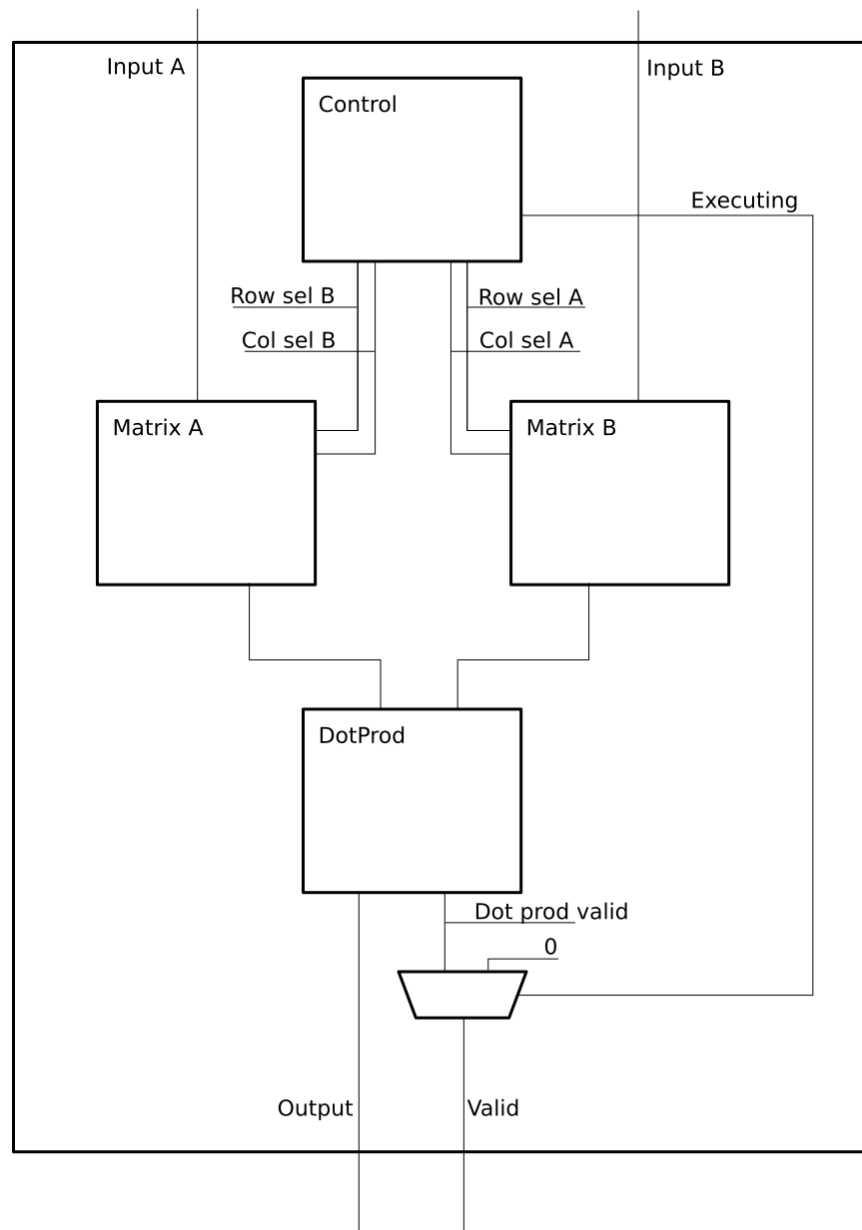 Input A
Input B
Control
Executing
Row sel B
Row sel A
Col sel B
Col sel A
Matrix A
Matrix B
DotProd
Dot prod valid
0
Output
Valid